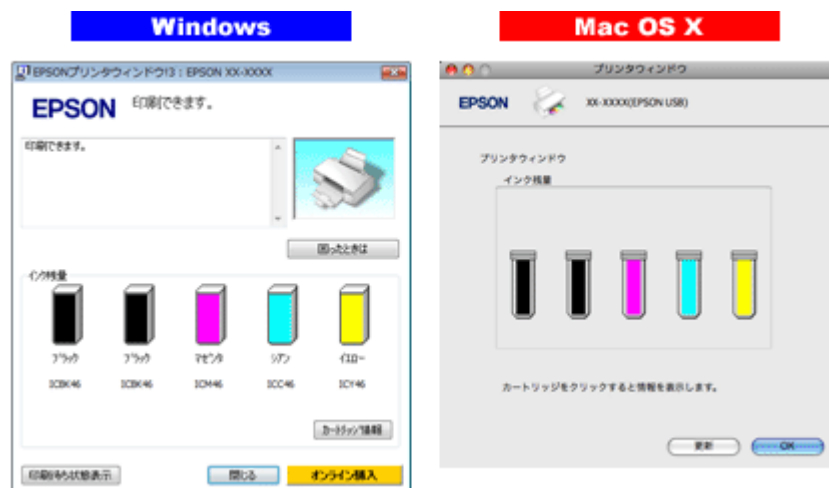 Windows
Mac OS X
EPSONプリンタウィンドウ!3 : EPSON XX-XXXX
EPSON
印刷できます。
印刷できます。
困ったときは
インク残量
ブラック
ブラック
マゼンタ
シアン
イエロー
ICBK46
ICBK46
ICM46
ICC46
ICY46
カートリッジ情報
印刷待ち状態表示
閉じる
オンライン購入
プリンタウィンドウ
EPSON
XX-XXXX(EPSON USB)
プリンタウィンドウ
インク残量
カートリッジをクリックすると情報を表示します。
更新
OK